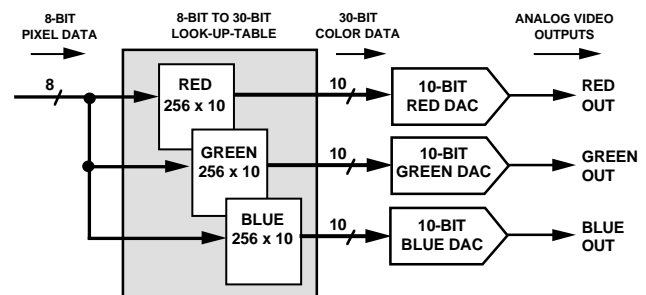 8-BIT
PIXEL DATA
8-BIT TO 30-BIT
LOOK-UP-TABLE
30-BIT
COLOR DATA
ANALOG VIDEO
OUTPUTS
8
RED
256 x 10
10
10-BIT
RED DAC
RED
OUT
GREEN
256 x 10
10
10-BIT
GREEN DAC
GREEN
OUT
BLUE
256 x 10
10
10-BIT
BLUE DAC
BLUE
OUT